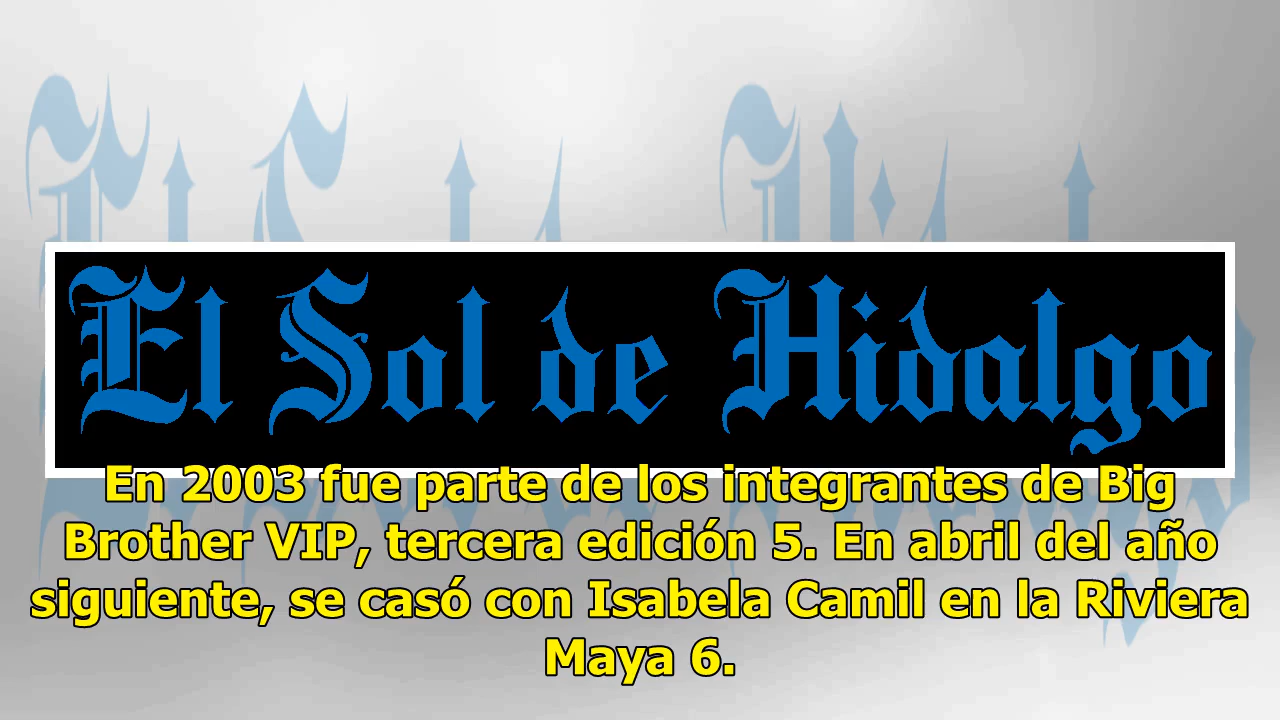 El Sol de Hidalgo
En 2003 fue parte de los integrantes de Big
Brother VIP, tercera edición 5. En abril del año
siguiente, se casó con Isabela Camil en la Riviera
Maya 6.